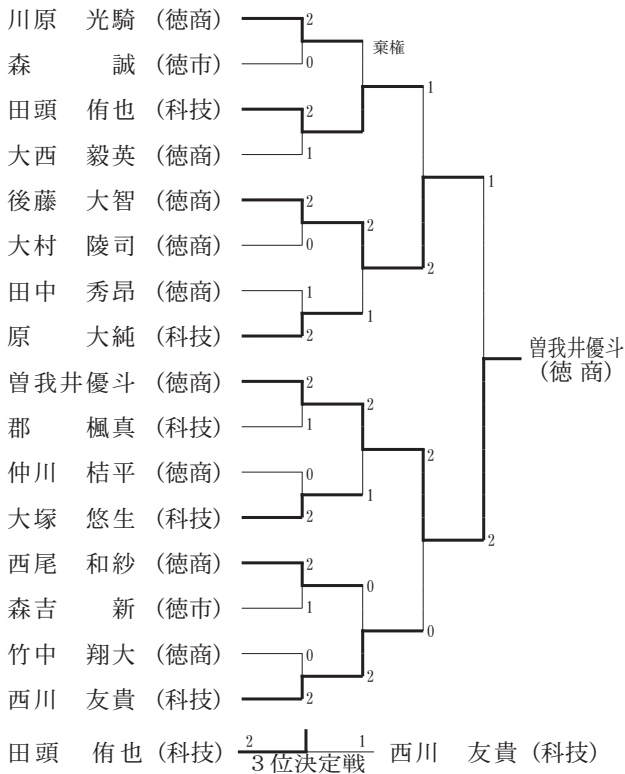 川原　光騎 (徳商) 2
棄権
森　　誠 (徳市) 0
1
田頭　侑也 (科技) 2
大西　毅英 (徳商) 1
1
後藤　大智 (徳商) 2
2
大村　陵司 (徳商) 0
2
田中　秀昂 (徳商) 1
1
原　　大純 (科技) 2
曽我井優斗
(徳商)
曽我井優斗 (徳商) 2
2
郡　　楓真 (科技) 1
2
仲川　桔平 (徳商) 0
1
大塚　悠生 (科技) 2
2
西尾　和紗 (徳商) 2
0
森吉　　新 (徳市) 1
0
竹中　翔大 (徳商) 0
2
西川　友貴 (科技) 2
田頭　侑也 (科技) 2 3位決定戦 1 西川　友貴 (科技)